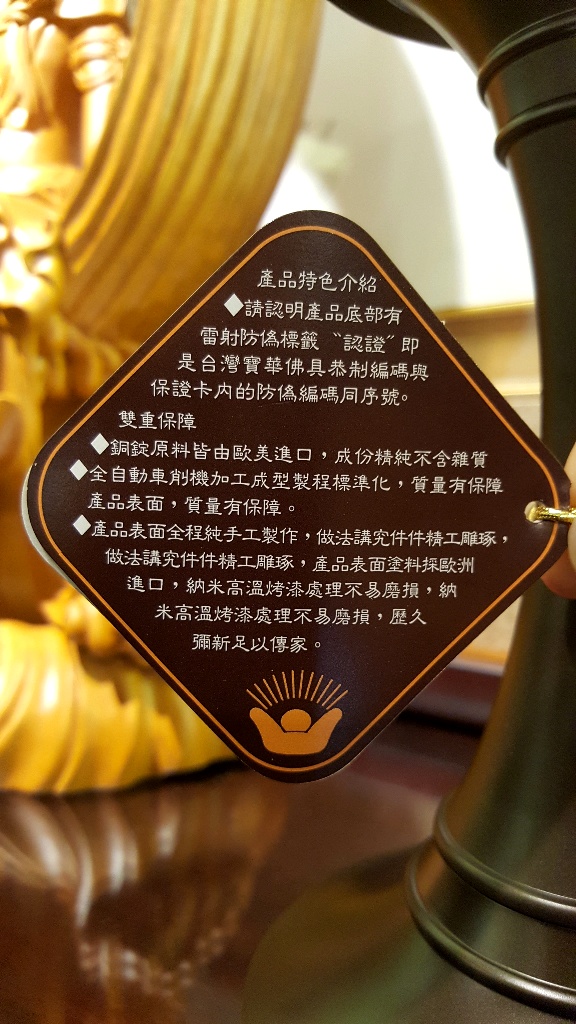 產品特色介紹
◆請認明產品底部有
雷射防偽標籤〝認證〞即
是台灣寶華佛具恭制編碼與
保證卡內的防偽編碼同序號。
雙重保障
◆銅錠原料皆由歐美進口，成份精純不含雜質
◆全自動車削機加工成型製程標準化，質量有保障
產品表面，質量有保障。
◆產品表面全程純手工製作，做法講究件件精工雕琢，
做法講究件件精工雕琢，產品表面塗料採歐洲
進口，納米高溫烤漆處理不易磨損，納
米高溫烤漆處理不易磨損，歷久
彌新足以傳家。